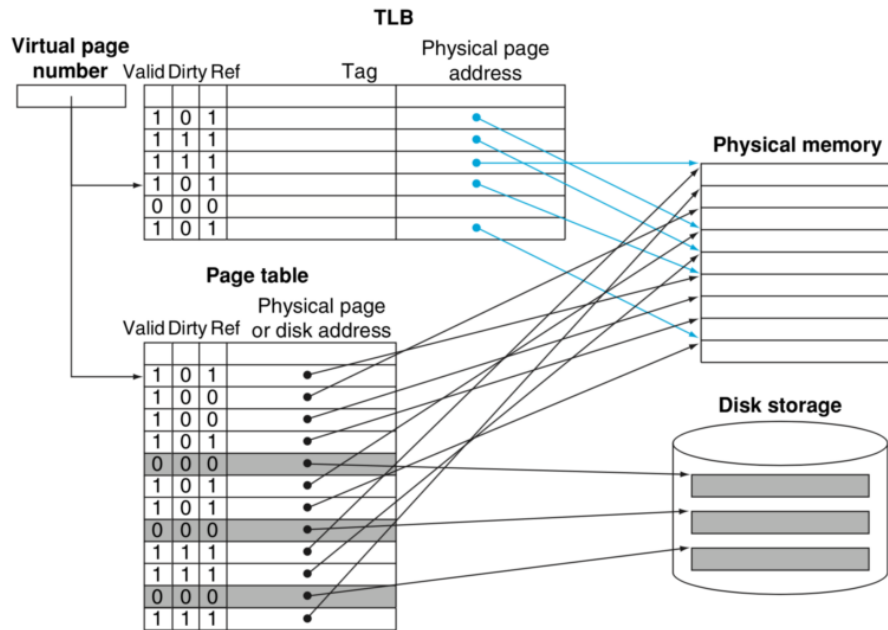 TLB
Virtual page
number
Valid Dirty Ref
Tag
Physical page
address
1 0 1
1 1 1
1 1 1
1 0 1
0 0 0
1 0 1
Physical memory
Page table
Valid Dirty Ref
Physical page
or disk address
1 0 1
1 0 0
1 0 0
1 0 1
0 0 0
1 0 1
1 0 1
0 0 0
1 1 1
1 1 1
0 0 0
1 1 1
Disk storage